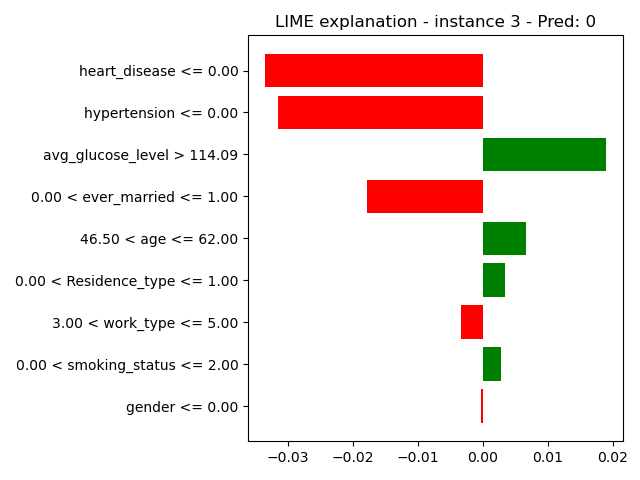 LIME explanation - instance 3 - Pred: 0
heart_disease <= 0.00
hypertension <= 0.00
avg_glucose_level > 114.09
0.00 < ever_married <= 1.00
46.50 < age <= 62.00
0.00 < Residence_type <= 1.00
3.00 < work_type <= 5.00
0.00 < smoking_status <= 2.00
gender <= 0.00
−0.03 −0.02 −0.01 0.00 0.01 0.02